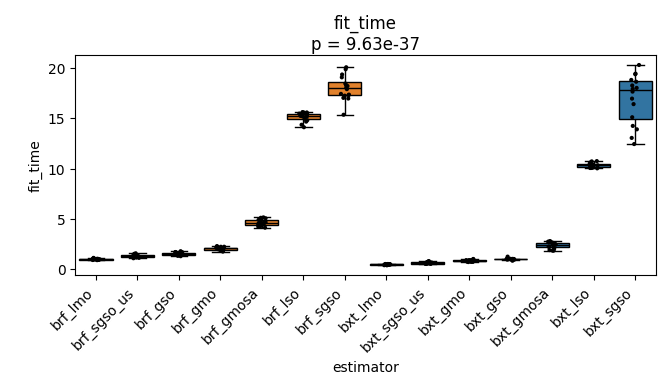 fit_time
p = 9.63e-37
fit_time
20
15
10
5
0
brf_lmo
brf_sgso_us
brf_gso
brf_gmo
brf_gmosa
brf_lso
brf_sgso
bxt_lmo
bxt_sgso_us
bxt_gmo
bxt_gso
bxt_gmosa
bxt_lso
bxt_sgso
estimator